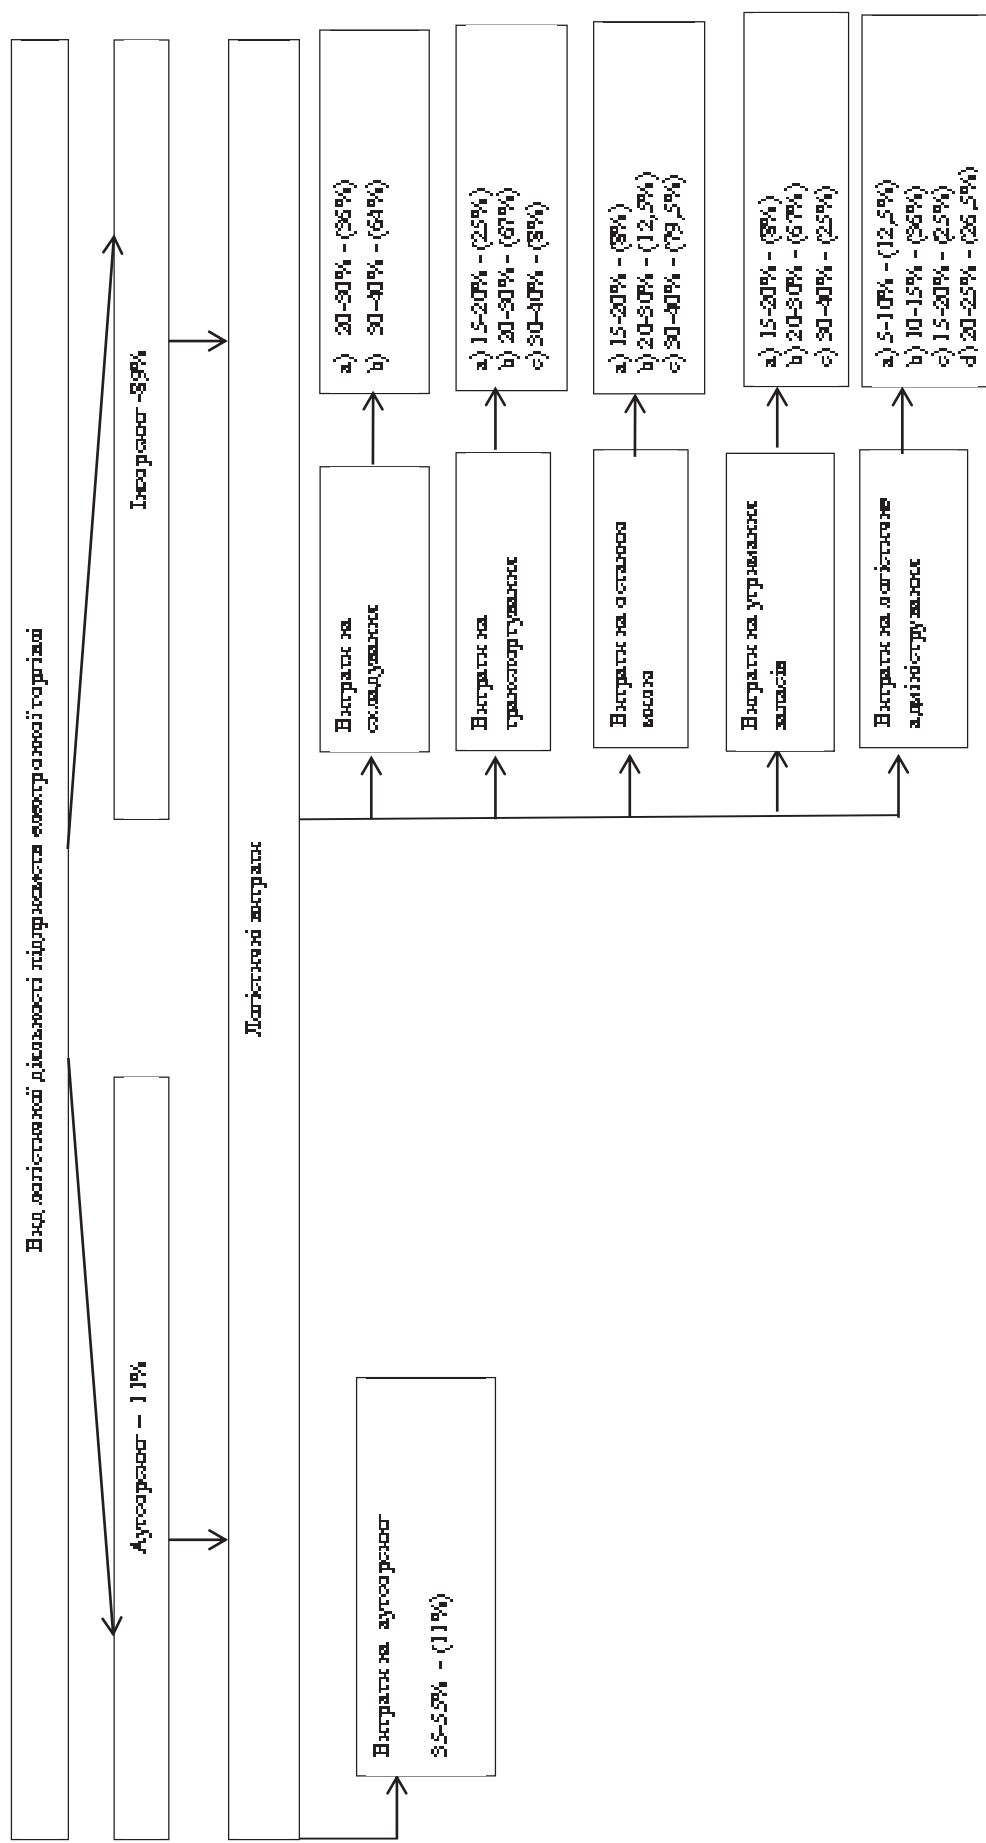 Вид логістичної діяльності підприємств електронної торгівлі
Аутсорсинг – 11%
Інсорсинг -89%
Логістичні витрати
Витрати на аутсорсинг
35-55% - (11%)
Витрати на
складування
a) 20-30% - (36%)
b) 30-40% - (64%)
Витрати на
транспортування
a) 15-20% - (25%)
b) 20-30% - (67%)
c) 30-40% - (8%)
Витрати на останню
милю
a) 15-20% - (8%)
b) 20-30% - (12,5%)
c) 30-40% - (79,5%)
Витрати на утримання
запасів
a) 15-20% - (8%)
b) 20-30% - (67%)
c) 30-40% - (25%)
Витрати на логістичне
адміністрування
a) 5-10% - (12,5%)
b) 10-15% - (36%)
c) 15-20% - (25%)
d) 20-25% - (26,5%)